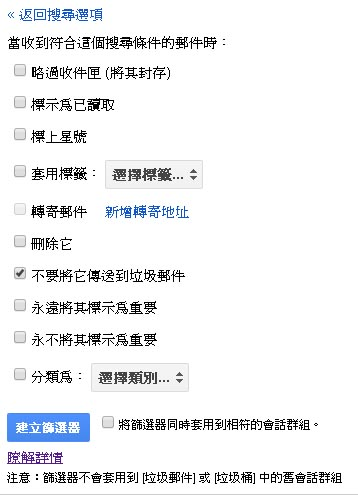 « 返回搜尋選項
當收到符合這個搜尋條件的郵件時：
略過收件匣 (將其封存)
標示為已讀取
標上星號
套用標籤： 選擇標籤...
轉寄郵件 新增轉寄地址
刪除它
不要將它傳送到垃圾郵件
永遠將其標示為重要
永不將其標示為重要
分類為： 選擇類別...
建立篩選器 將篩選器同時套用到相符的會話群組。
瞭解詳情
注意：篩選器不會套用到 [垃圾郵件] 或 [垃圾桶] 中的舊會話群組